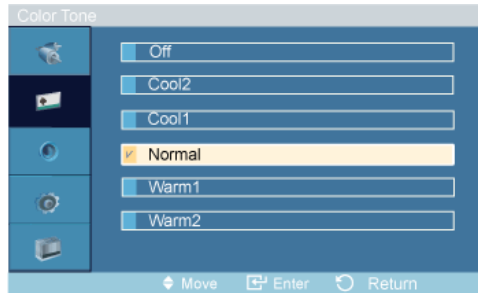 Color Tone
Off
Cool2
Cool1
Normal
Warm1
Warm2
Move Enter Return